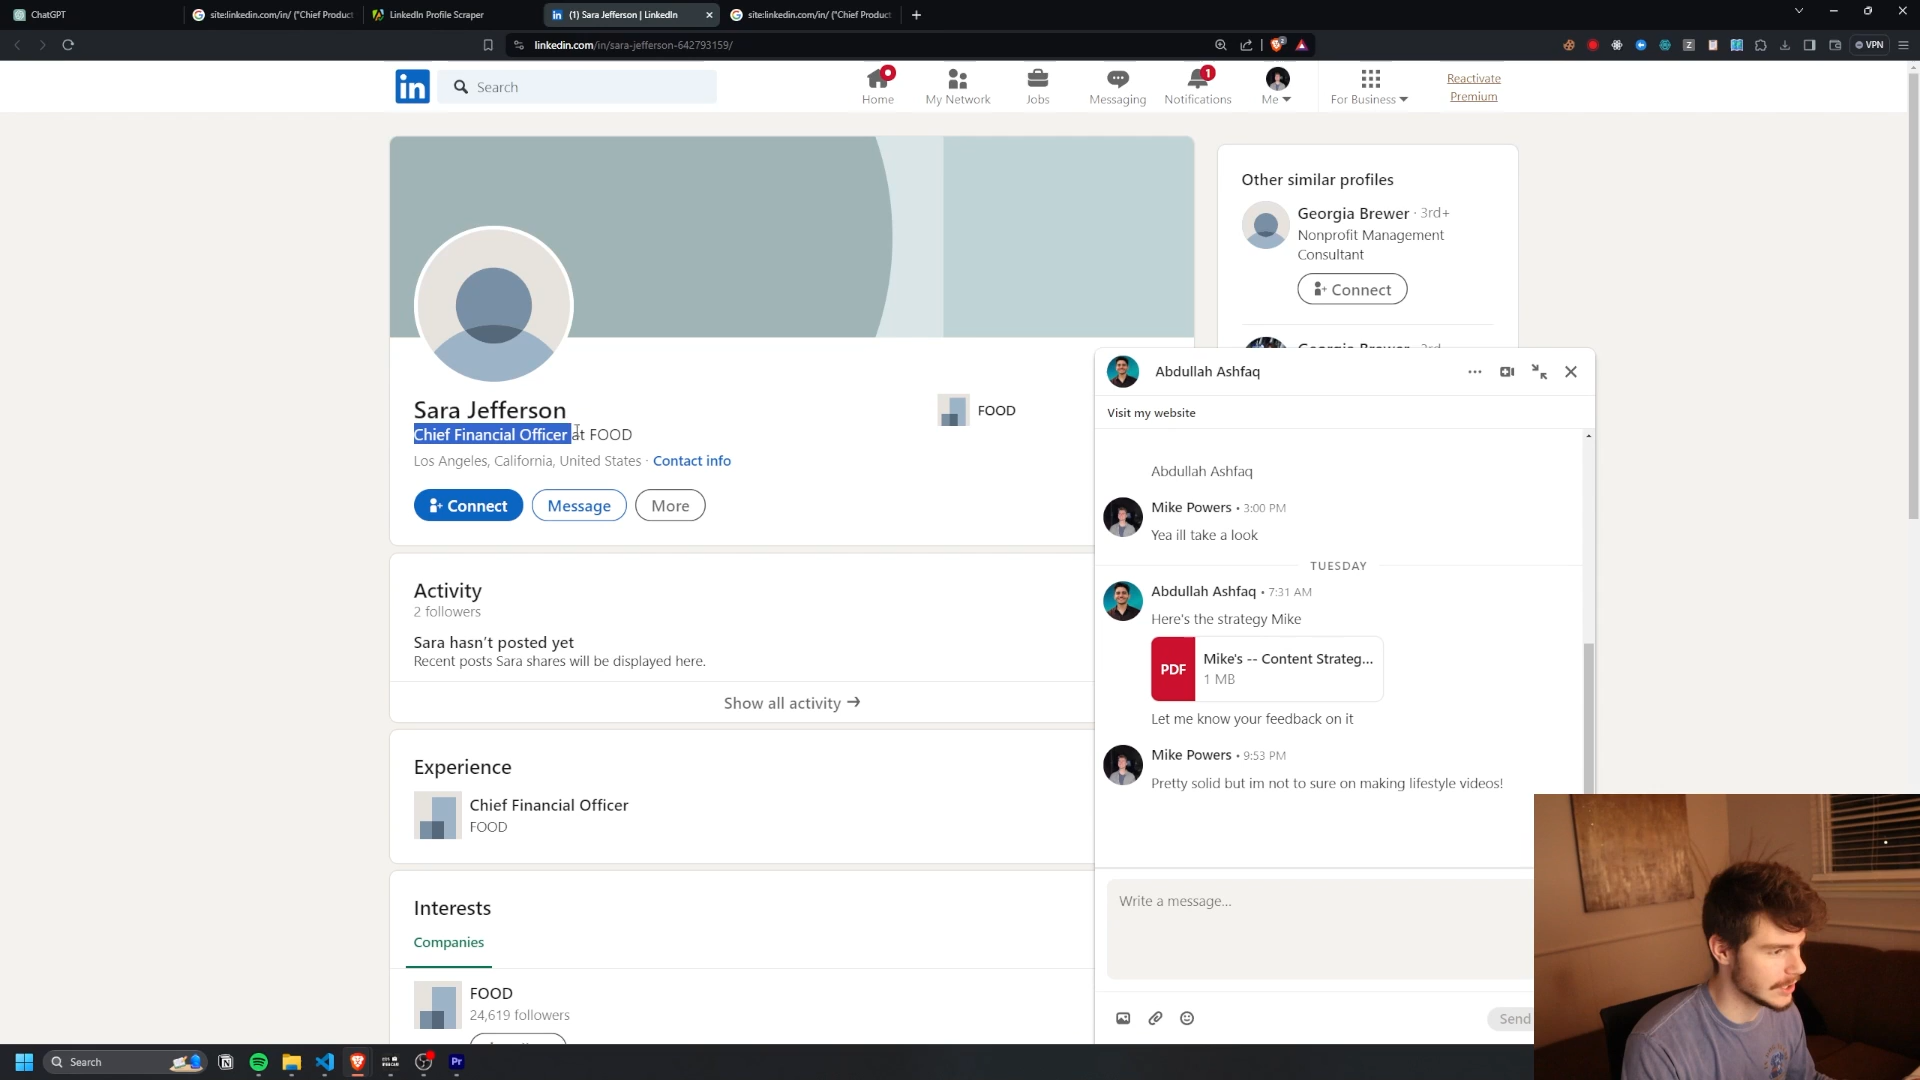 ChatGPT
site:linkedin.com/in/ ("Chief Product
LinkedIn Profile Scraper
(1) Sara Jefferson | LinkedIn
site:linkedin.com/in/ ("Chief Product
linkedin.com/in/sara-jefferson-642793159/
VPN
in
Search
Home
My Network
Jobs
Messaging
1
Notifications
Me
For Business
Reactivate
Premium
Sara Jefferson
Chief Financial Officer at FOOD
Los Angeles, California, United States · Contact info
FOOD
Connect
Message
More
Activity
2 followers
Sara hasn't posted yet
Recent posts Sara shares will be displayed here.
Show all activity →
Experience
Chief Financial Officer
FOOD
Interests
Companies
FOOD
24,619 followers
Other similar profiles
Georgia Brewer · 3rd+
Nonprofit Management
Consultant
Connect
Abdullah Ashfaq
Visit my website
Abdullah Ashfaq
Mike Powers • 3:00 PM
Yea ill take a look
TUESDAY
Abdullah Ashfaq • 7:31 AM
Here's the strategy Mike
PDF
Mike's -- Content Strateg...
1 MB
Let me know your feedback on it
Mike Powers • 9:53 PM
Pretty solid but im not to sure on making lifestyle videos!
Write a message...
Send
Search
Pr